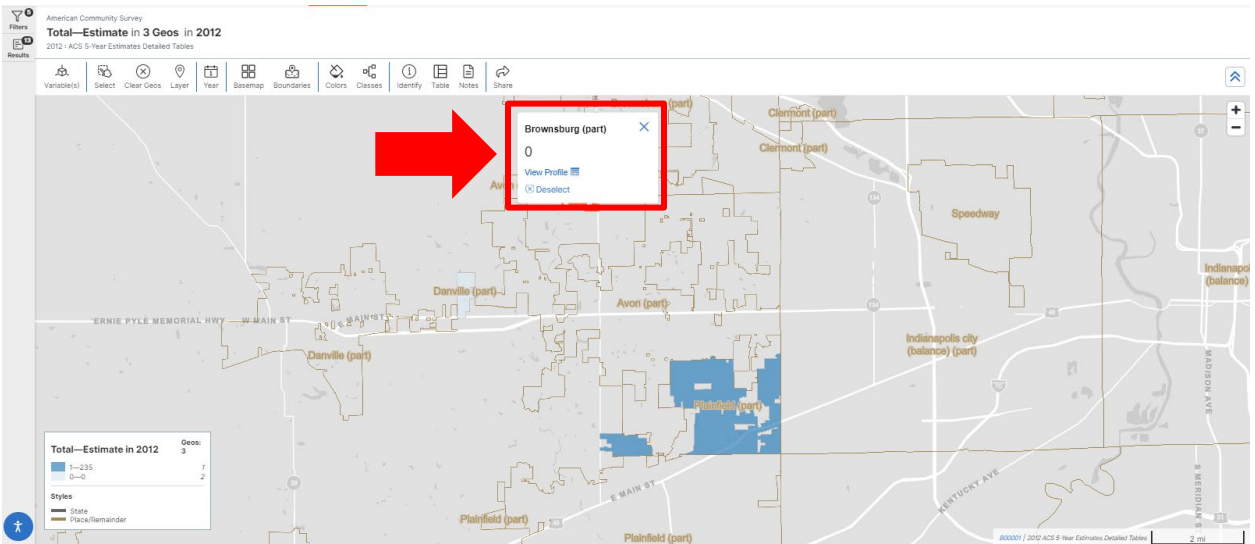 5
Filters
13
Results
American Community Survey
Total—Estimate in 3 Geos in 2012
2012 : ACS 5-Year Estimates Detailed Tables
Variable(s)
Select
Clear Geos
Layer
Year
Basemap
Boundaries
Colors
Classes
Identify
Table
Notes
Share
(part)
Clermont (part)
Clermont (part)
Brownsburg (part)
0
View Profile
Deselect
Speedway
Indianapol
(balance)
Danville (part)
Avon (part)
ERNIE PYLE MEMORIAL HWY
W MAIN ST
E MAIN ST
Danville (part)
Indianapolis city
(balance) (part)
MADISON AVE
Plainfield (part)
Total—Estimate in 2012
Geos:
3
1—235
1
0—0
2
Styles
State
Place/Remainder
E MAIN ST
KENTUCKY AVE
S MERIDIAN S
Plainfield (part)
Plainfield (part)
B00001 | 2012 ACS 5-Year Estimates Detailed Tables
2 mi